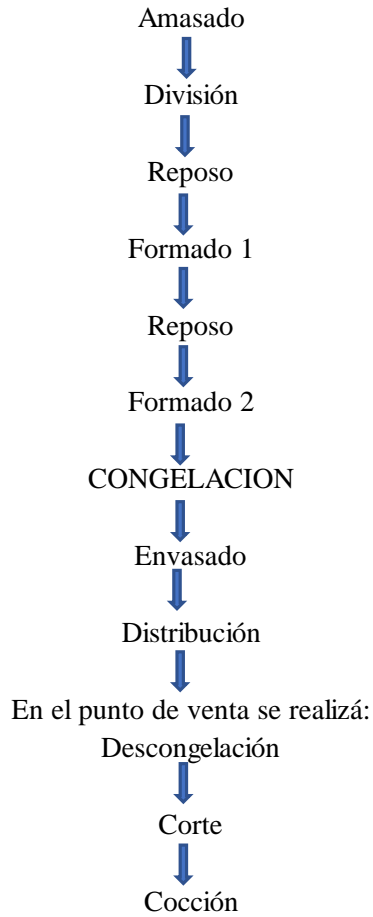 Amasado
División
Reposo
Formado 1
Reposo
Formado 2
CONGELACION
Envasado
Distribución
En el punto de venta se realizá:
Descongelación
Corte
Cocción